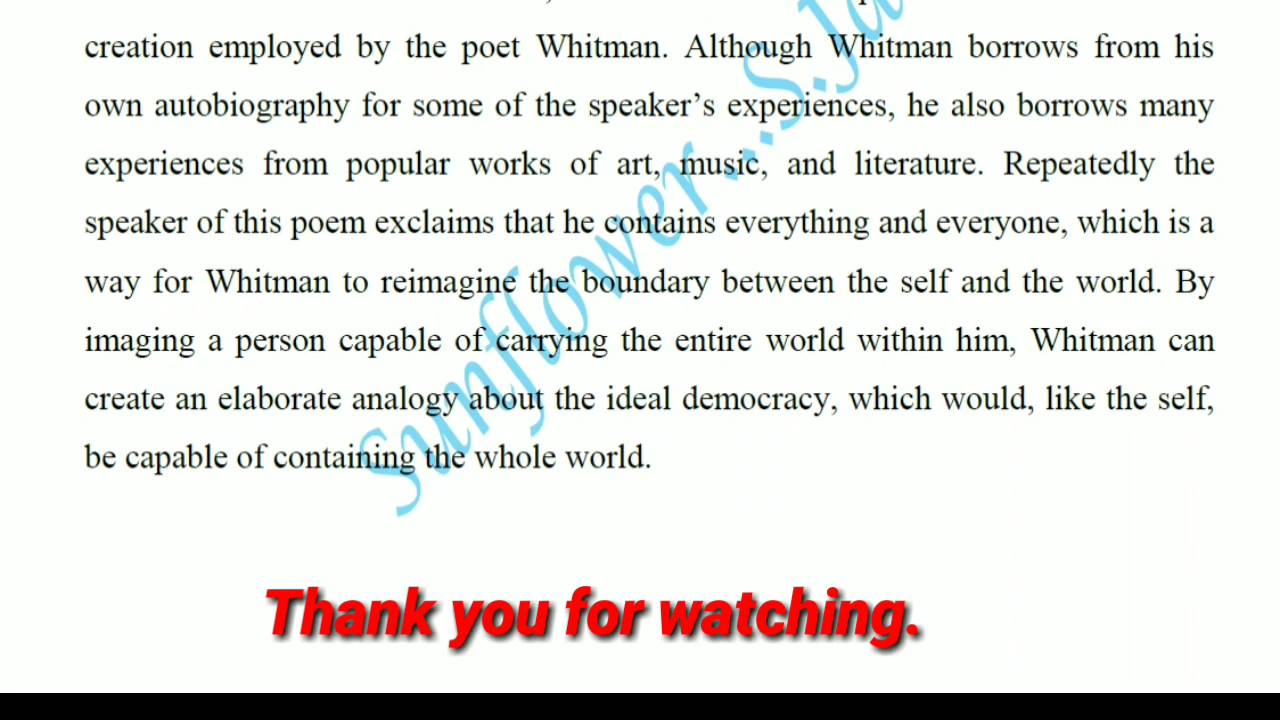 creation employed by the poet Whitman. Although Whitman borrows from his
own autobiography for some of the speaker's experiences, he also borrows many
experiences from popular works of art, music, and literature. Repeatedly the
speaker of this poem exclaims that he contains everything and everyone, which is a
way for Whitman to reimagine the boundary between the self and the world. By
imaging a person capable of carrying the entire world within him, Whitman can
create an elaborate analogy about the ideal democracy, which would, like the self,
be capable of containing the whole world.
Sunflower...S.Ja
Thank you for watching.